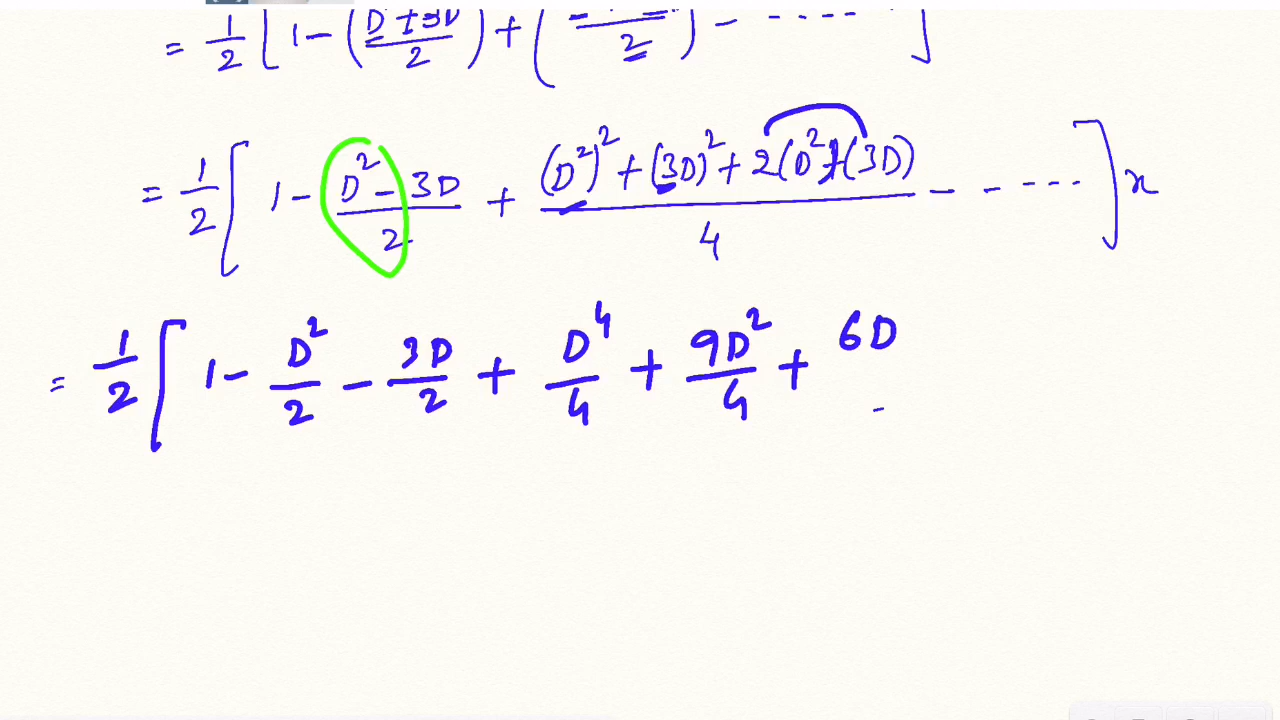 = 1/2 [ 1 - ( D + 3D / 2 ) + ( / 2 ) - ..... ]
= 1/2 [ 1 - D² - 3D / 2 + (D²)² + (3D)² + 2(D²)(3D) / 4 - - ---- ] x
= 1/2 [ 1 - D²/2 - 3D/2 + D⁴/4 + 9D²/4 + 6D